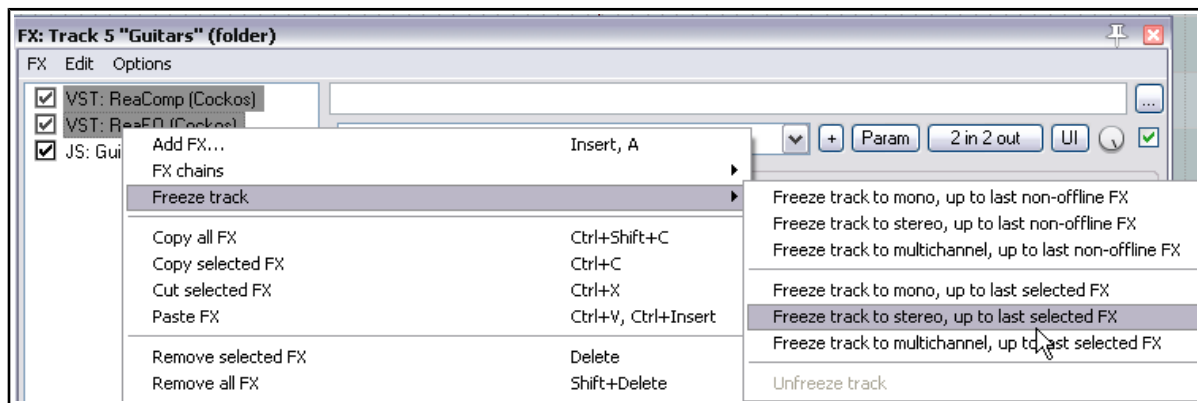 FX: Track 5 "Guitars" (folder)
FX Edit Options
VST: ReaComp (Cockos)
...
VST: ReaEQ (Cockos)
+ Param 2 in 2 out UI
JS: Gui
Add FX... Insert, A
FX chains
Freeze track
Copy all FX Ctrl+Shift+C
Copy selected FX Ctrl+C
Cut selected FX Ctrl+X
Paste FX Ctrl+V, Ctrl+Insert
Remove selected FX Delete
Remove all FX Shift+Delete
Freeze track to mono, up to last non-offline FX
Freeze track to stereo, up to last non-offline FX
Freeze track to multichannel, up to last non-offline FX
Freeze track to mono, up to last selected FX
Freeze track to stereo, up to last selected FX
Freeze track to multichannel, up to last selected FX
Unfreeze track